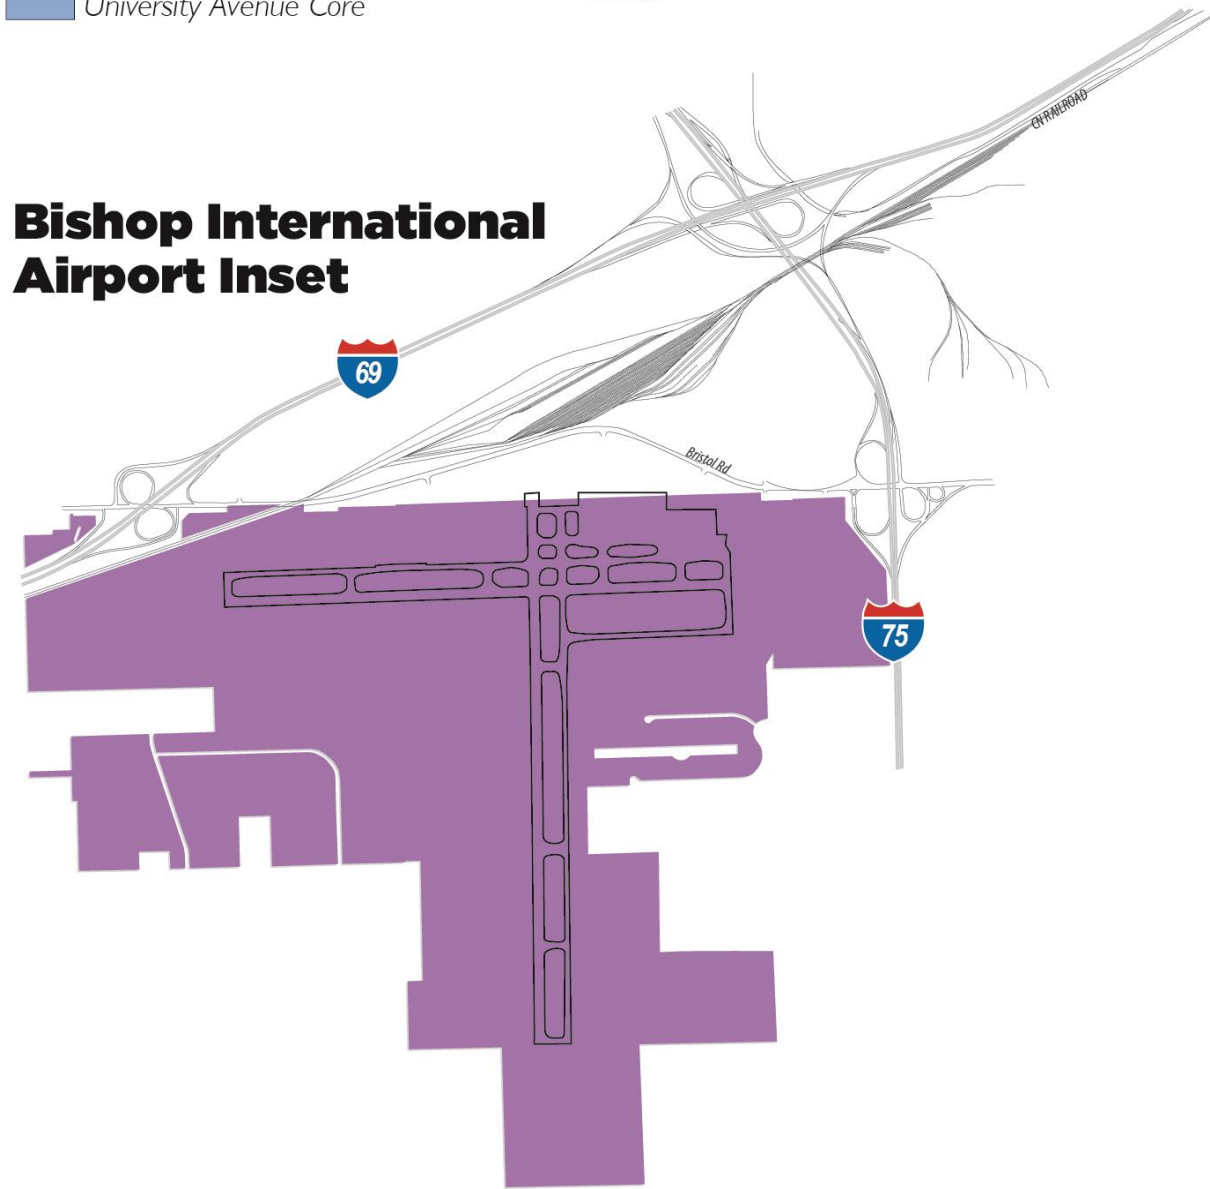 University Avenue Core
CN RAILROAD
Bishop International
Airport Inset
69
Bristol Rd
75